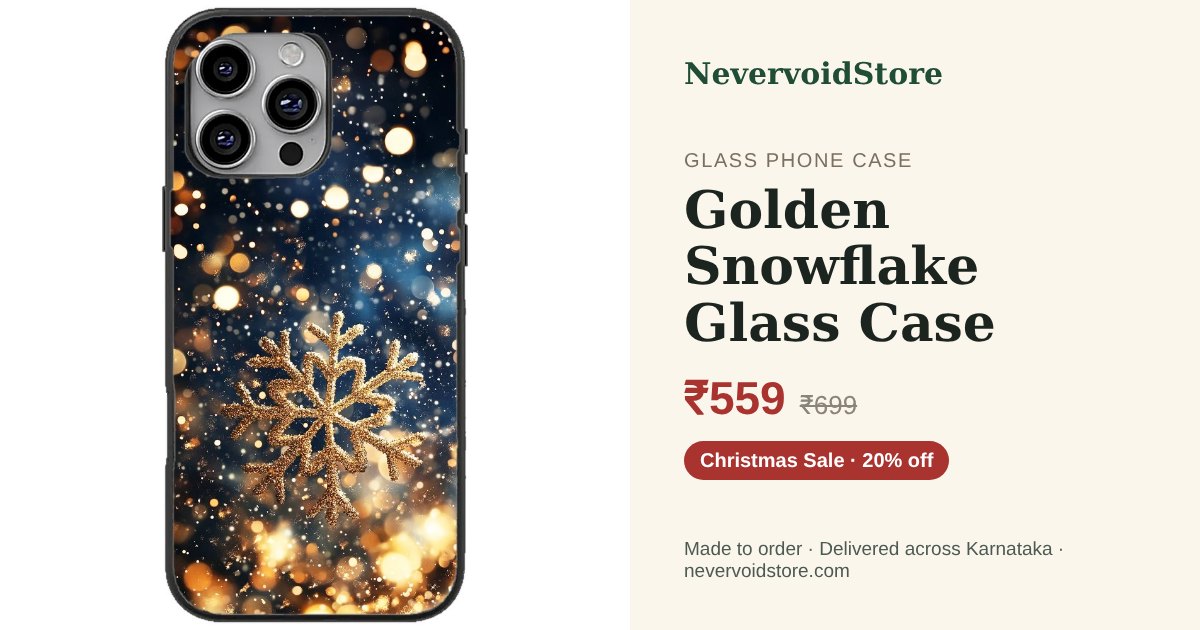 NevervoidStore
GLASS PHONE CASE
Golden
Snowflake
Glass Case
₹559 ₹699
Christmas Sale · 20% off
Made to order · Delivered across Karnataka ·
nevervoidstore.com